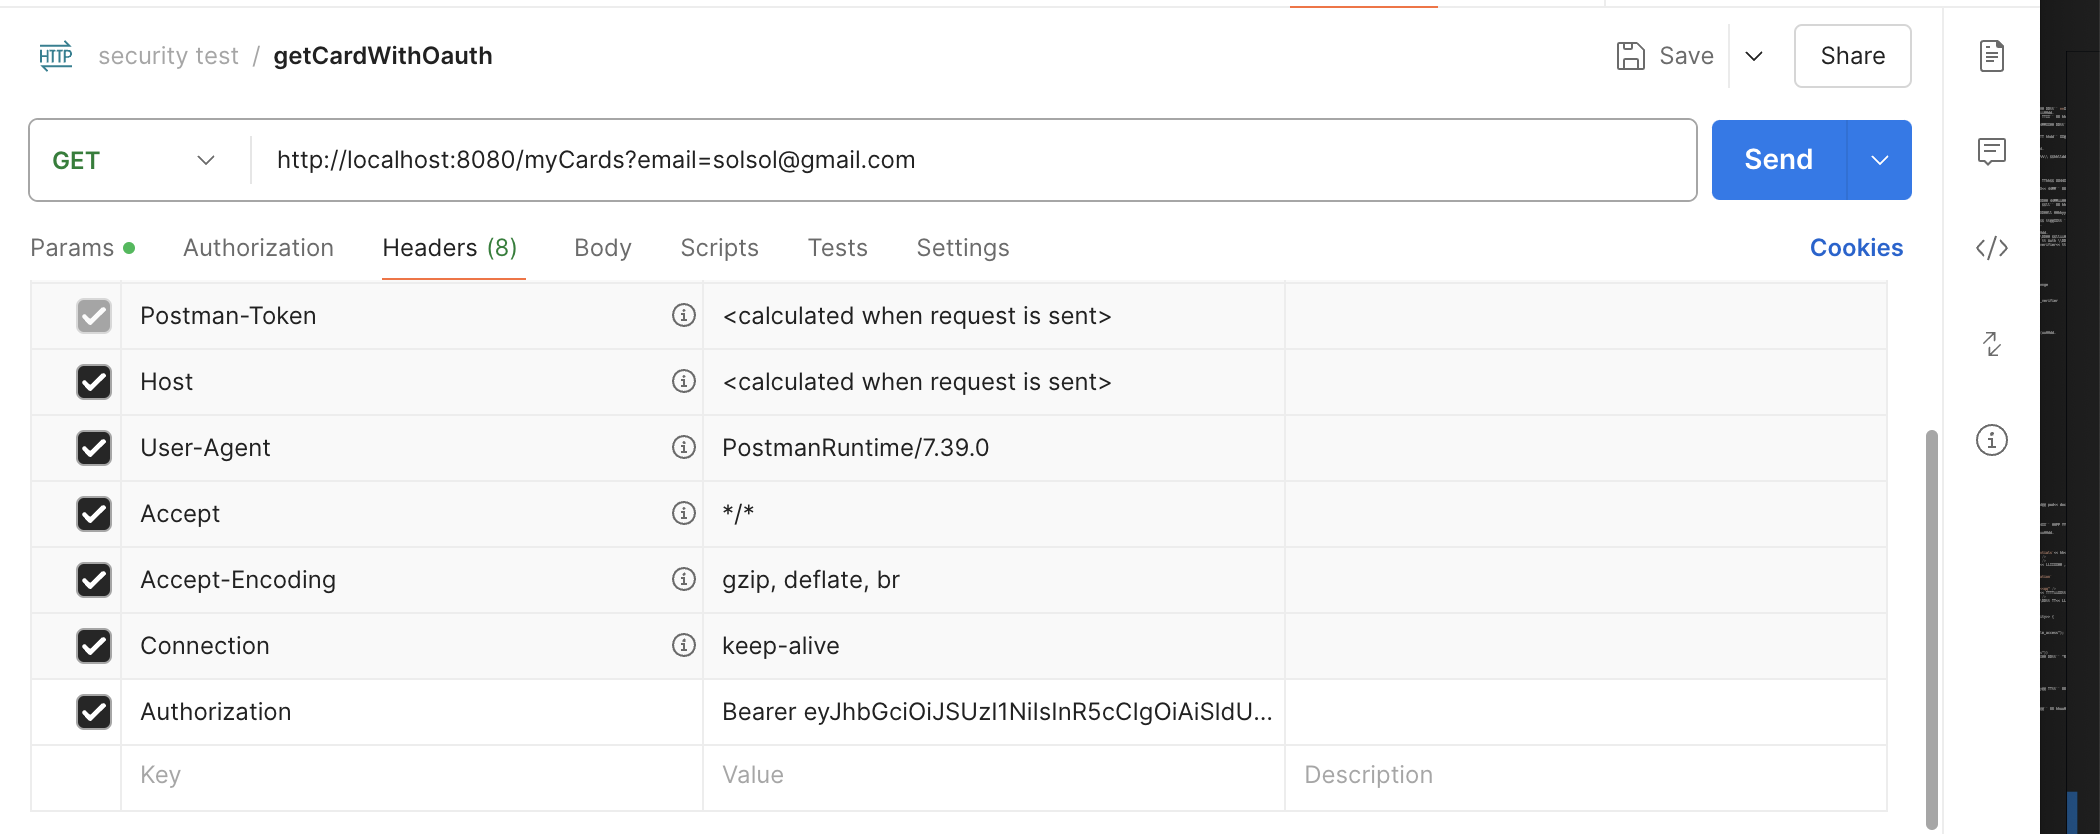 HTTP security test / getCardWithOauth Save Share
GET http://localhost:8080/myCards?email=solsol@gmail.com Send
Params Authorization Headers (8) Body Scripts Tests Settings Cookies
Postman-Token <calculated when request is sent>
Host <calculated when request is sent>
User-Agent PostmanRuntime/7.39.0
Accept */*
Accept-Encoding gzip, deflate, br
Connection keep-alive
Authorization Bearer eyJhbGciOiJSUzI1NiIsInR5cCIgOiAiSldU...
Key Value Description